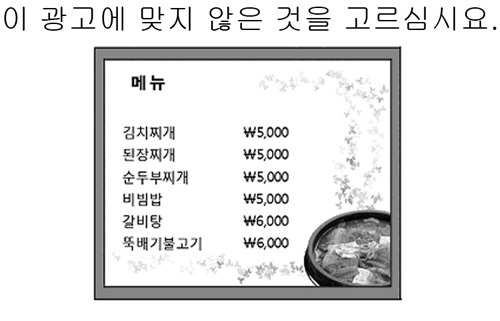 이 광고에 맞지 않은 것을 고르십시요.
메뉴
김치찌개 ₩5,000
된장찌개 ₩5,000
순두부찌개 ₩5,000
비빔밥 ₩5,000
갈비탕 ₩6,000
뚝배기불고기 ₩6,000